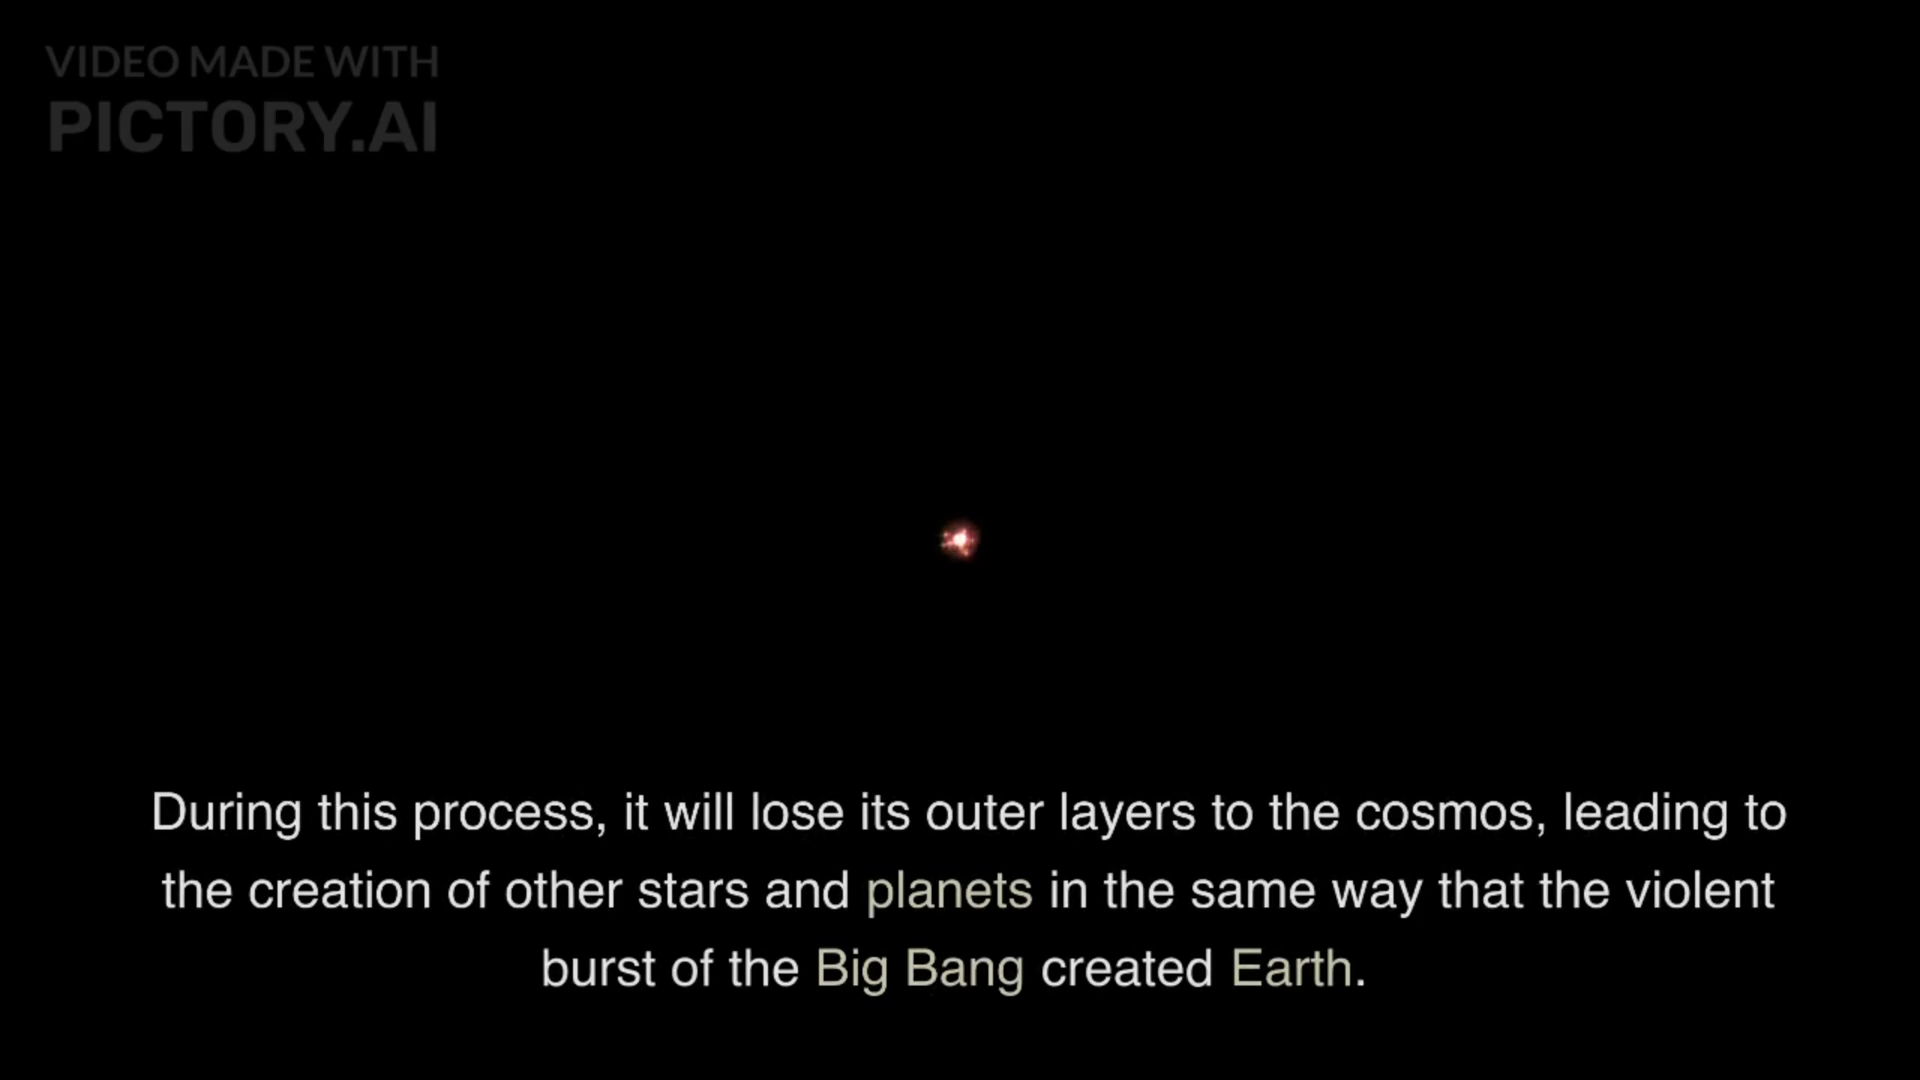 VIDEO MADE WITH
PICTORY.AI
During this process, it will lose its outer layers to the cosmos, leading to
the creation of other stars and planets in the same way that the violent
burst of the Big Bang created Earth.